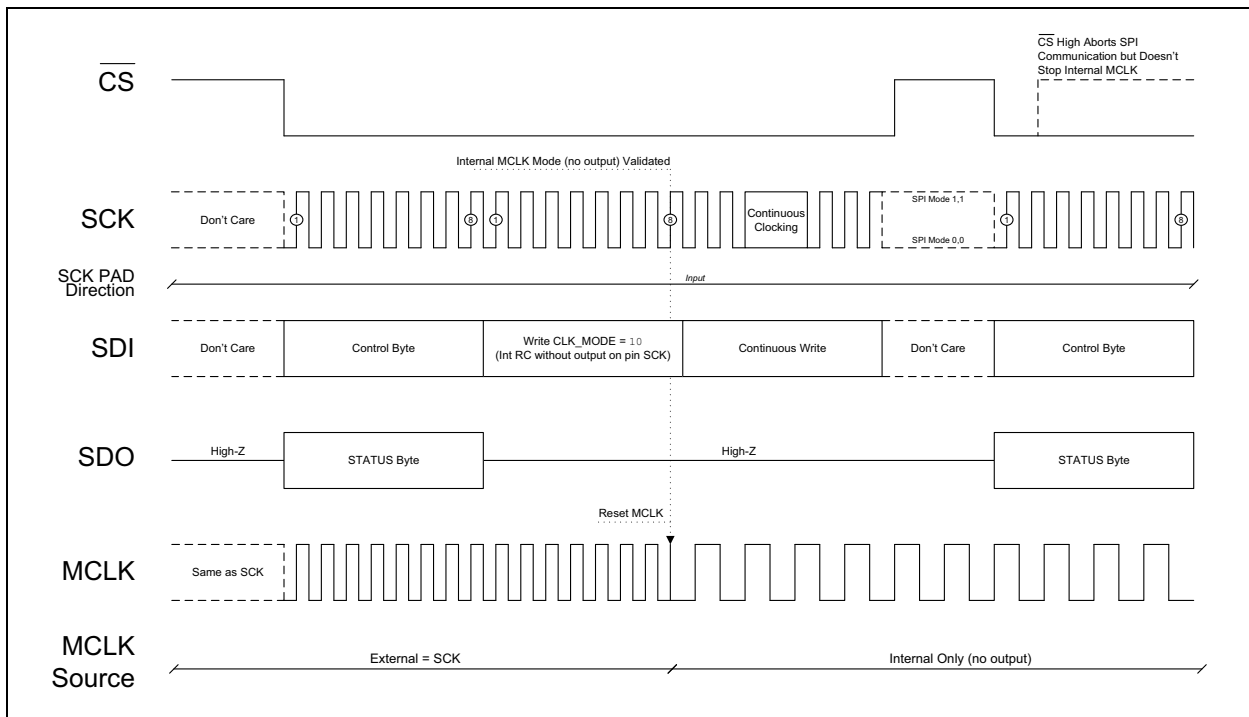 CS High Aborts SPI
Communication but Doesn't
Stop Internal MCLK
CS
Internal MCLK Mode (no output) Validated
SCK
Don't Care
1
8
1
8
Continuous
Clocking
SPI Mode 1,1
SPI Mode 0,0
1
8
SCK PAD
Direction
Input
SDI
Don't Care
Control Byte
Write CLK_MODE = 10
(Int RC without output on pin SCK)
Continuous Write
Don't Care
Control Byte
SDO
High-Z
STATUS Byte
High-Z
STATUS Byte
Reset MCLK
MCLK
Same as SCK
MCLK
Source
External = SCK
Internal Only (no output)